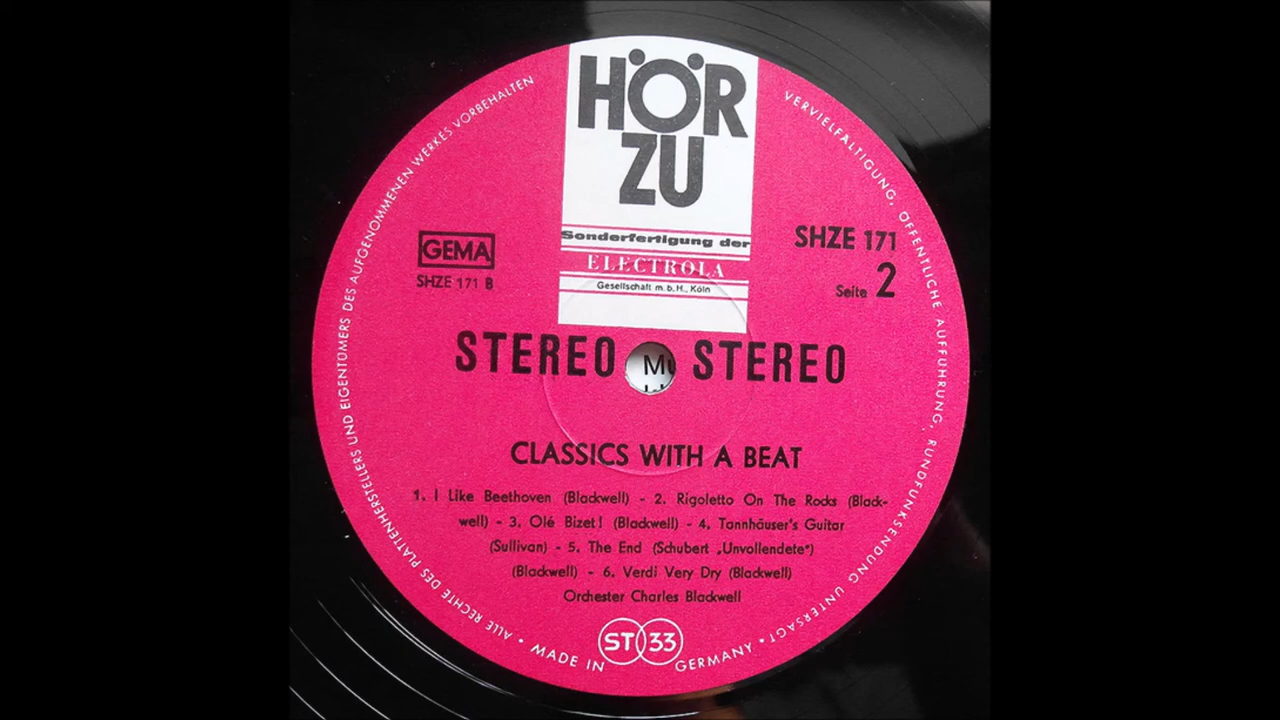 HÖR
ZU
Sonderfertigung der
ELECTROLA
Gesellschaft m.b.H., Köln
GEMA
SHZE 171 B
SHZE 171
Seite 2
STEREO STEREO
CLASSICS WITH A BEAT
1. I Like Beethoven (Blackwell) - 2. Rigoletto On The Rocks (Black-
well) - 3. Olé Bizet! (Blackwell) - 4. Tannhäuser's Guitar
(Sullivan) - 5. The End (Schubert „Unvollendete")
(Blackwell) - 6. Verdi Very Dry (Blackwell)
Orchester Charles Blackwell
ST 33
MADE IN GERMANY
• ALLE RECHTE DES PLATTENHERSTELLERS UND EIGENTÜMERS DES AUFGENOMMENEN WERKES VORBEHALTEN
VERVIELFÄLTIGUNG, ÖFFENTLICHE AUFFÜHRUNG, RUNDFUNKSENDUNG UNTERSAGT •